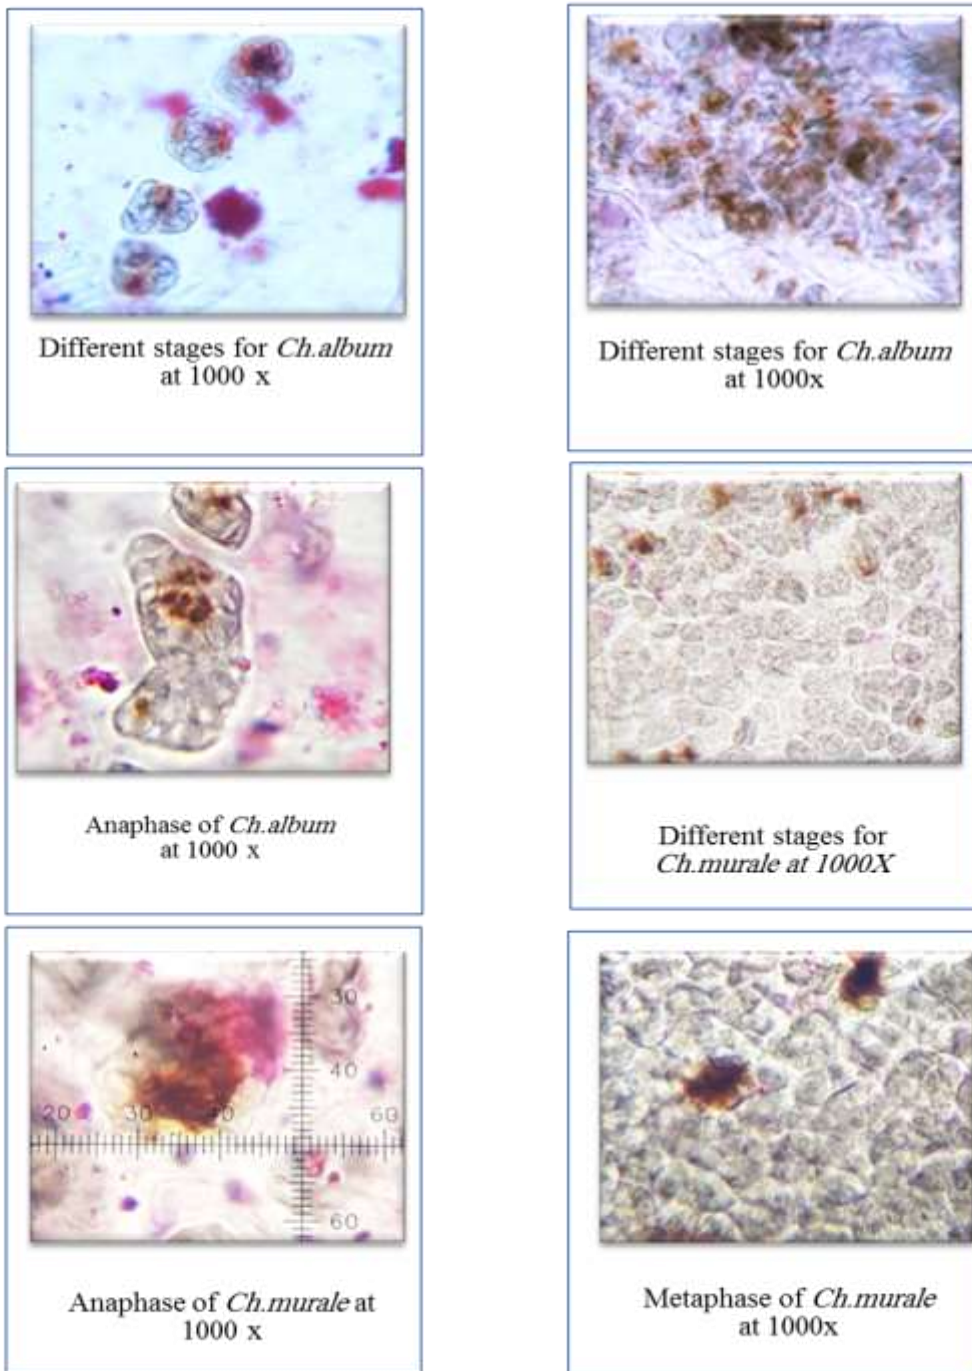 Different stages for Ch.album
at 1000 x
Different stages for Ch.album
at 1000x
Anaphase of Ch.album
at 1000 x
Different stages for
Ch.murale at 1000X
20 30 40 60
30
40
60
Anaphase of Ch.murale at
1000 x
Metaphase of Ch.murale
at 1000x